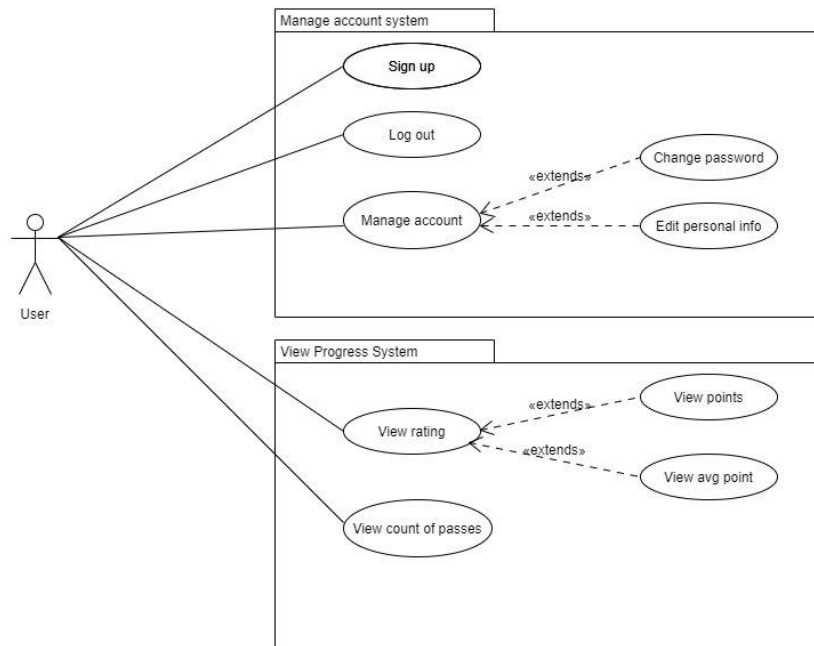 Manage account system
Sign up
Log out
Change password
«extends»
Manage account
«extends»
Edit personal info
User
View Progress System
View points
«extends»
View rating
«extends»
View avg point
View count of passes